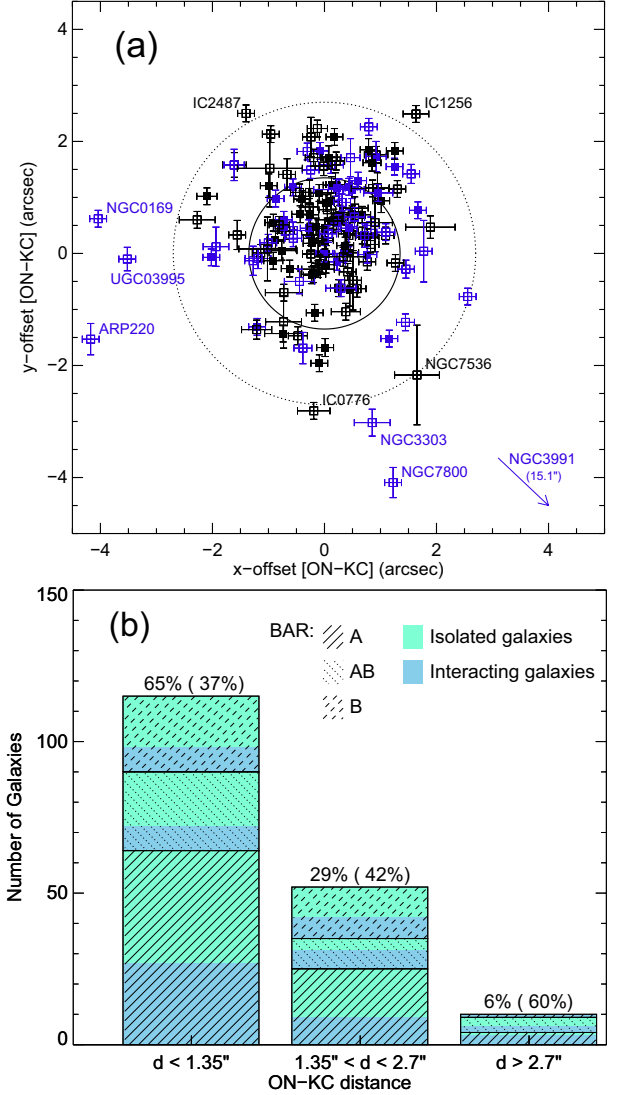 (a)
IC2487
IC1256
NGC0169
UGC03995
ARP220
NGC7536
IC0776
NGC3303
NGC7800
NGC3991
(15.1")
4
2
0
−2
−4
y−offset [ON−KC] (arcsec)
−4 −2 0 2 4
x−offset [ON−KC] (arcsec)
(b)
BAR: A Isolated galaxies
AB Interacting galaxies
B
150
100
50
0
Number of Galaxies
65% ( 37%)
29% ( 42%)
6% ( 60%)
d < 1.35" 1.35" < d < 2.7" d > 2.7"
ON−KC distance